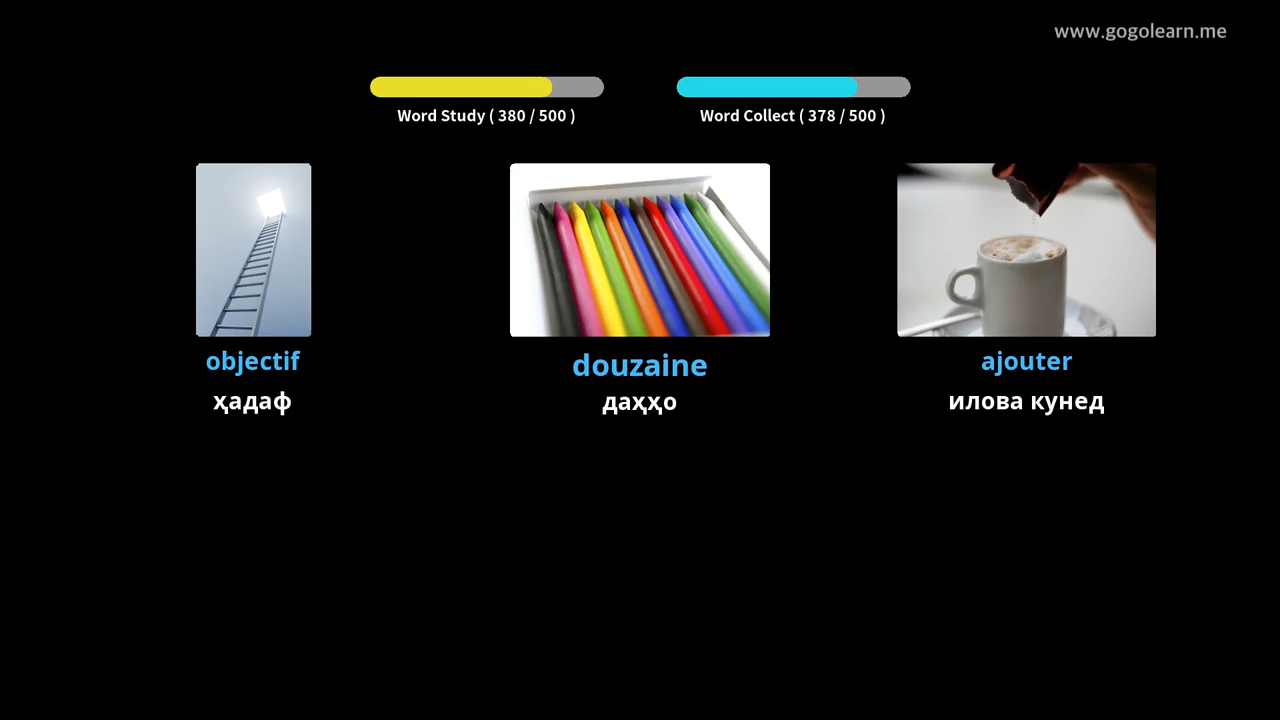 www.gogolearn.me
Word Study ( 380 / 500 )
Word Collect ( 378 / 500 )
objectif
douzaine
ajouter
ҳадаф
даҳҳо
илова кунед